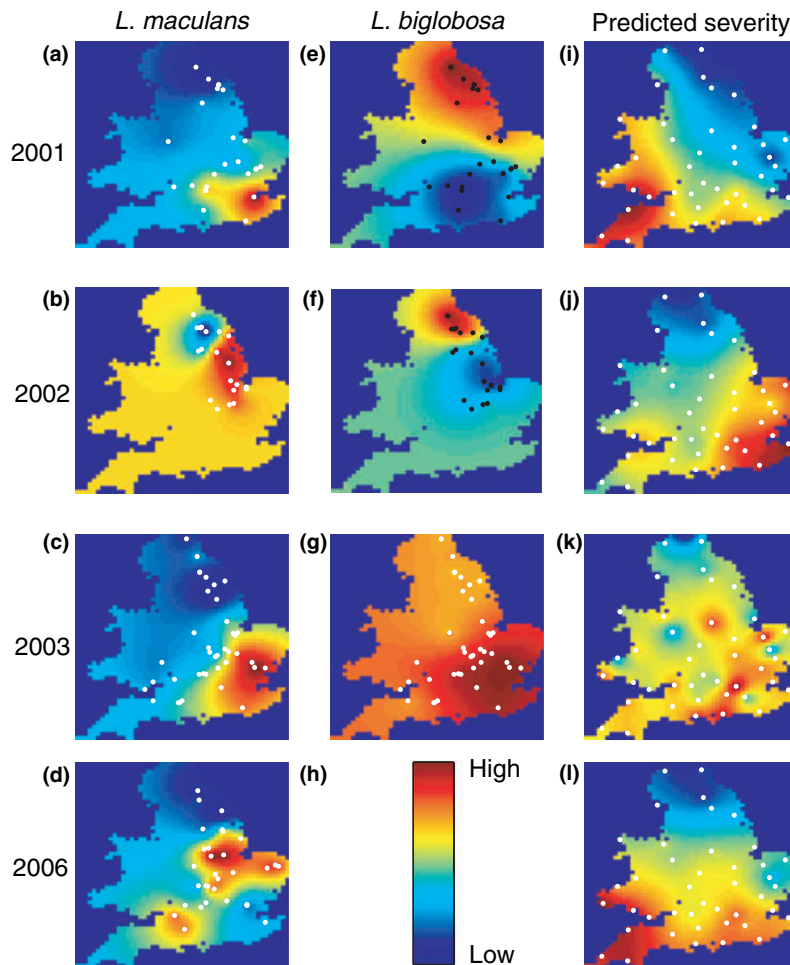 L. maculans L. biglobosa Predicted severity
(a) (e) (i)
2001
(b) (f) (j)
2002
(c) (g) (k)
2003
(d) (h) High (l)
2006
Low